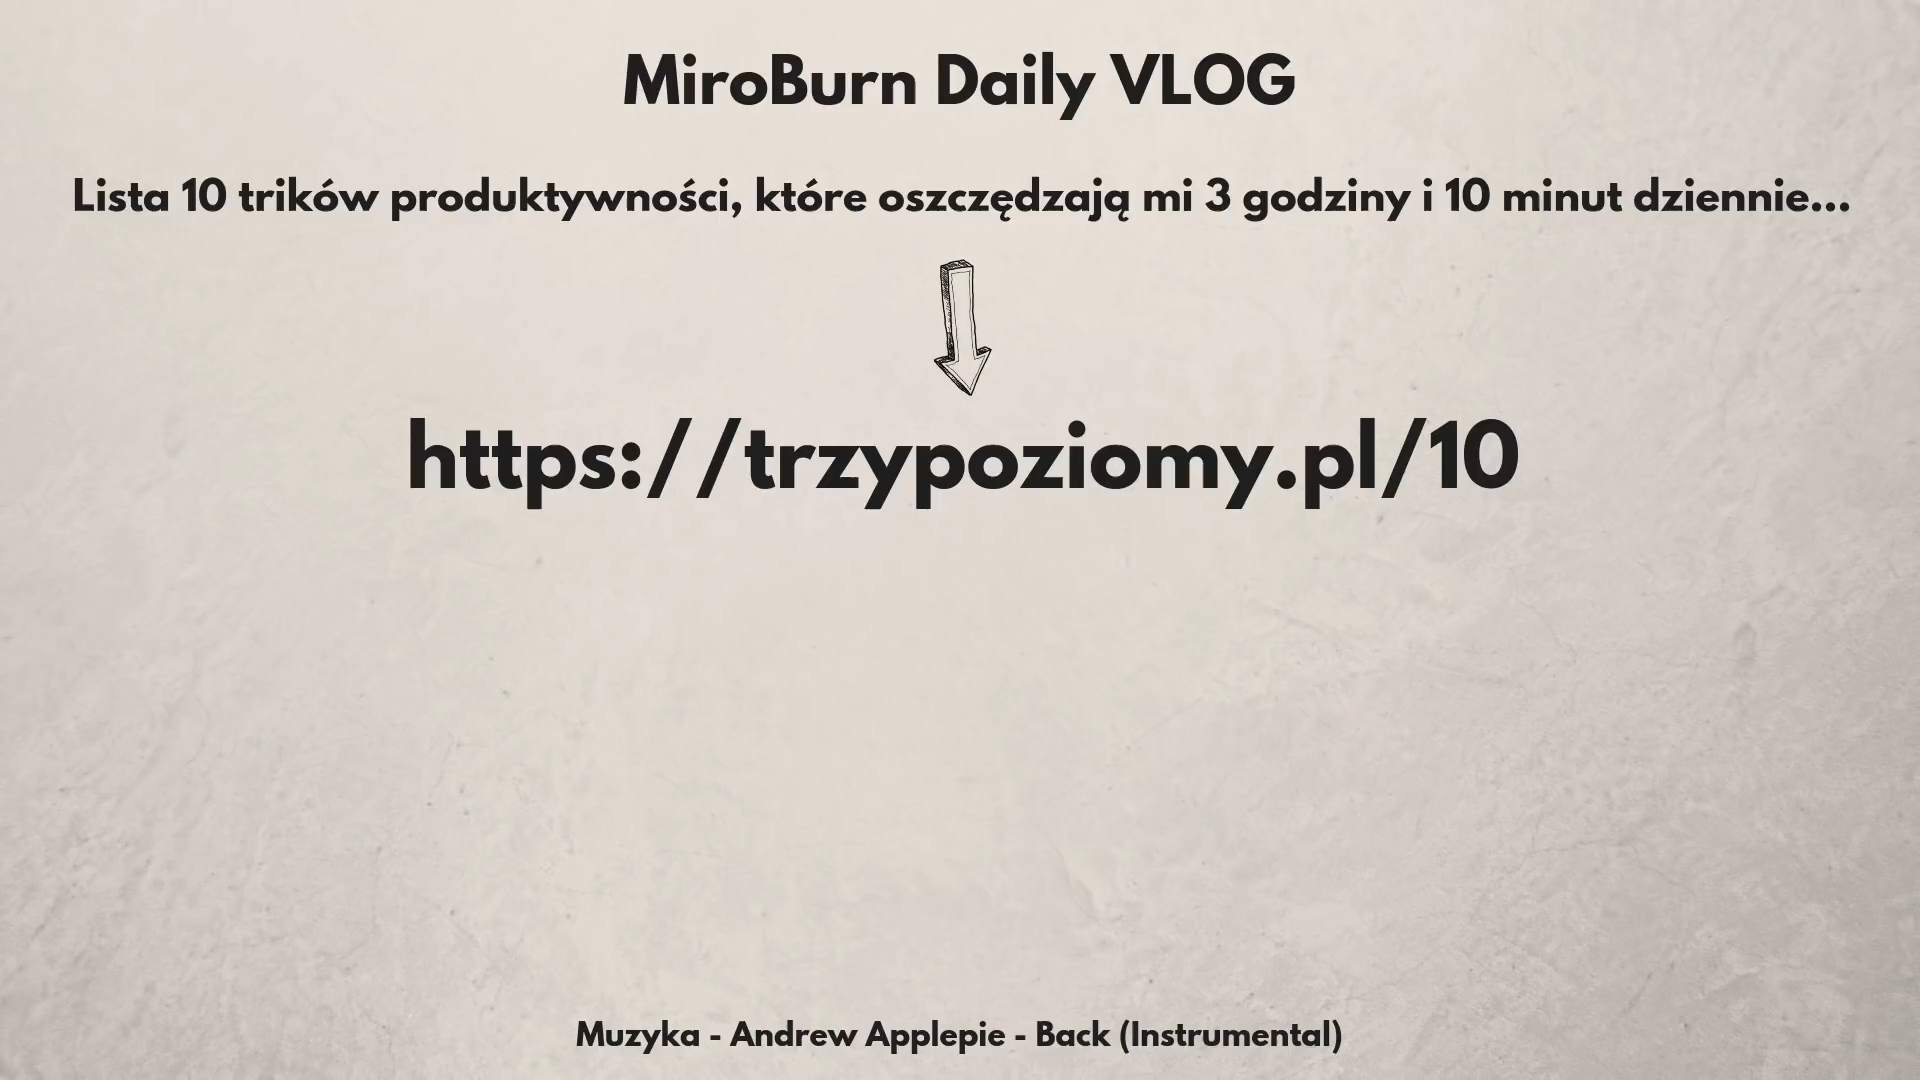 MiroBurn Daily VLOG
Lista 10 trików produktywności, które oszczędzają mi 3 godziny i 10 minut dziennie...
https://trzypoziomy.pl/10
Muzyka - Andrew Applepie - Back (Instrumental)